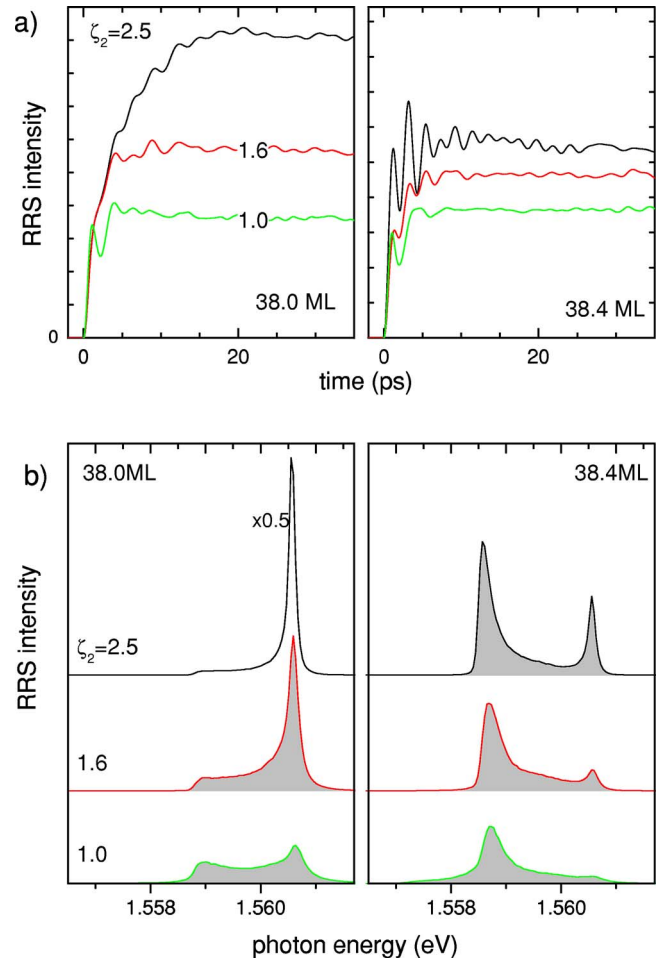 a)
ζ2=2.5
1.6
1.0
38.0 ML
38.4 ML
RRS intensity
0
0 20 0 20
time (ps)
b)
38.0ML 38.4ML
x0.5
ζ2=2.5
1.6
1.0
RRS intensity
1.558 1.560 1.558 1.560
photon energy (eV)